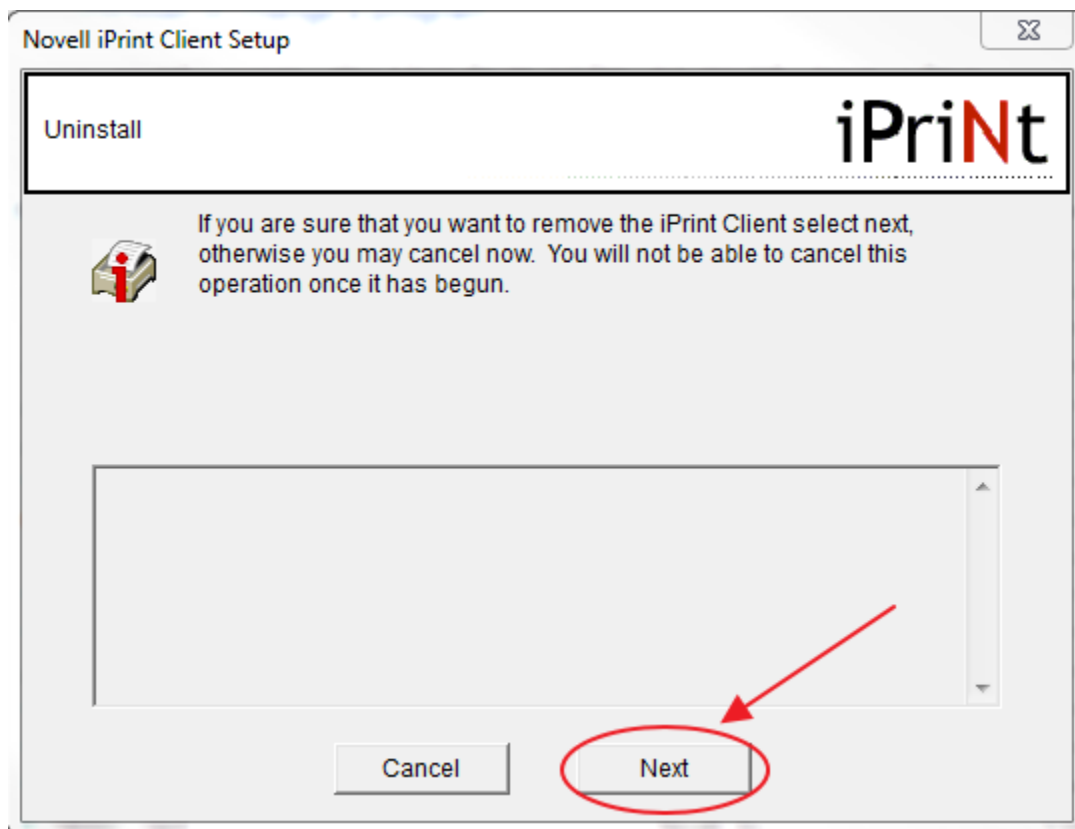 Novell iPrint Client Setup
Uninstall
iPriNt
If you are sure that you want to remove the iPrint Client select next,
otherwise you may cancel now.  You will not be able to cancel this
operation once it has begun.
Cancel
Next